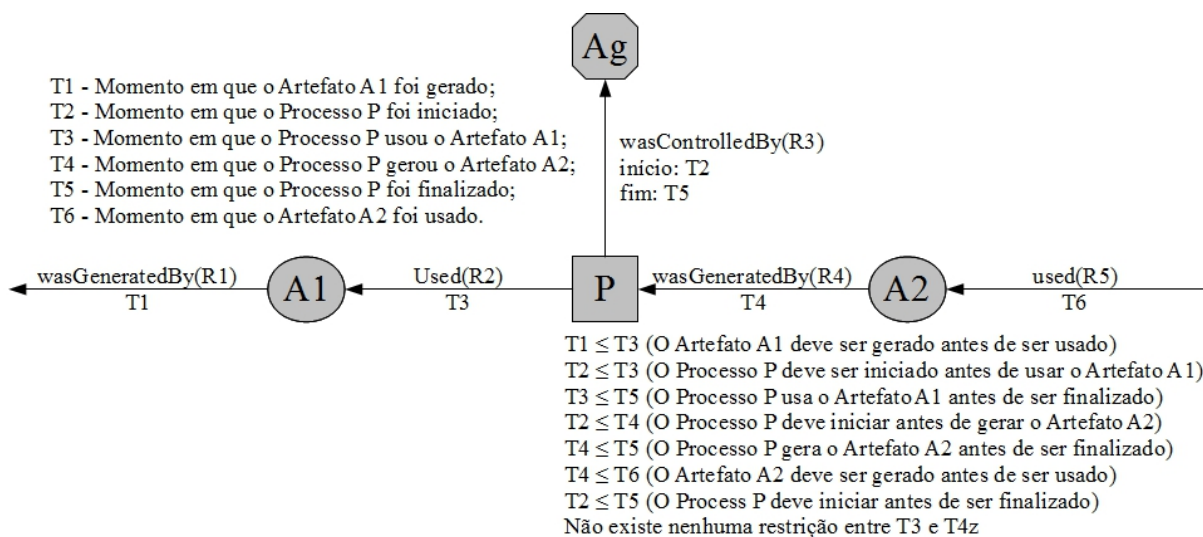 Ag
T1 - Momento em que o Artefato A1 foi gerado;
T2 - Momento em que o Processo P foi iniciado;
T3 - Momento em que o Processo P usou o Artefato A1;
T4 - Momento em que o Processo P gerou o Artefato A2;
T5 - Momento em que o Processo P foi finalizado;
T6 - Momento em que o Artefato A2 foi usado.
wasControlledBy(R3)
início: T2
fim: T5
wasGeneratedBy(R1)
T1
A1
Used(R2)
T3
P
wasGeneratedBy(R4)
T4
A2
used(R5)
T6
T1 ≤ T3 (O Artefato A1 deve ser gerado antes de ser usado)
T2 ≤ T3 (O Processo P deve ser iniciado antes de usar o Artefato A1)
T3 ≤ T5 (O Processo P usa o Artefato A1 antes de ser finalizado)
T2 ≤ T4 (O Processo P deve iniciar antes de gerar o Artefato A2)
T4 ≤ T5 (O Processo P gera o Artefato A2 antes de ser finalizado)
T4 ≤ T6 (O Artefato A2 deve ser gerado antes de ser usado)
T2 ≤ T5 (O Process P deve iniciar antes de ser finalizado)
Não existe nenhuma restrição entre T3 e T4z